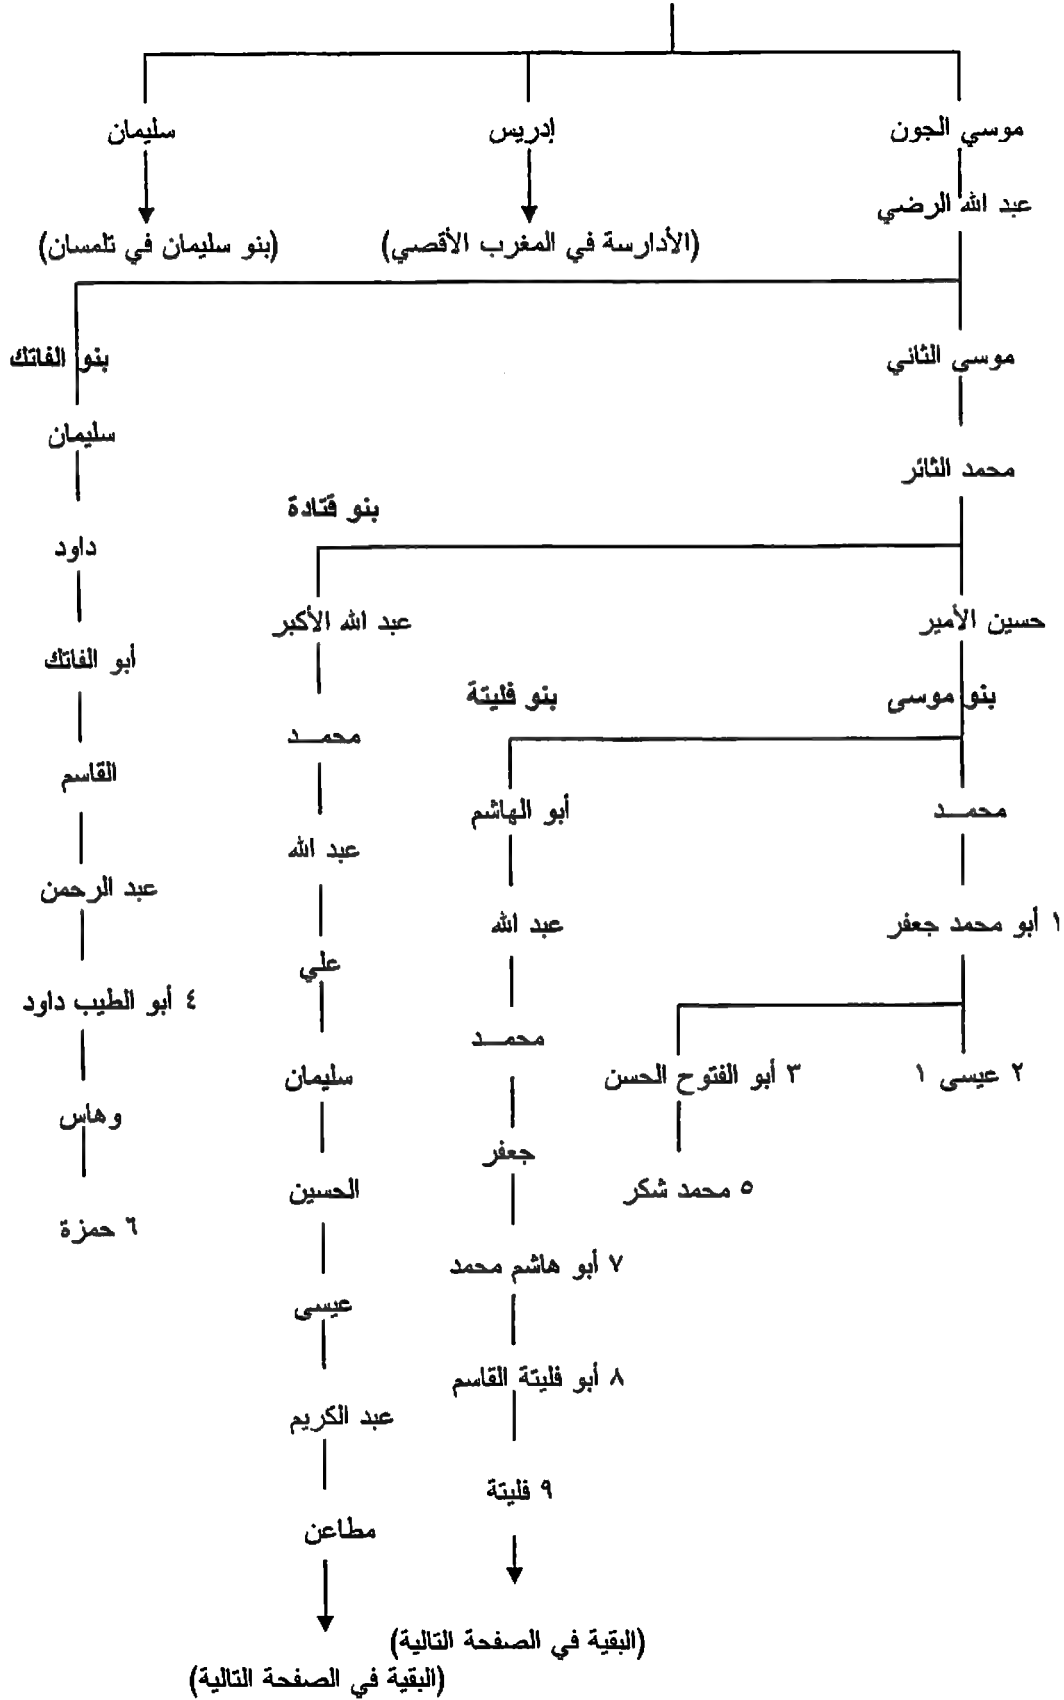 موسي الجون إدريس سليمان
عبد الله الرضي
(الأدارسة في المغرب الأقصي) (بنو سليمان في تلمسان)
موسى الثاني بنو الفاتك
سليمان
محمد الثائر
بنو قتادة
داود
حسين الأمير عبد الله الأكبر
أبو الفاتك
بنو موسى بنو فليتة
محمـــد
القاسم
محمـــد أبو الهاشم
عبد الله
عبد الرحمن
١ أبو محمد جعفر عبد الله
علي
٤ أبو الطيب داود
محمـــد
٢ عيسى ١ ٣ أبو الفتوح الحسن سليمان
وهاس
جعفر
٥ محمد شكر الحسين
٦ حمزة
٧ أبو هاشم محمد
عيسى
٨ أبو فليتة القاسم
عبد الكريم
٩ فليتة
مطاعن
(البقية في الصفحة التالية)
(البقية في الصفحة التالية)